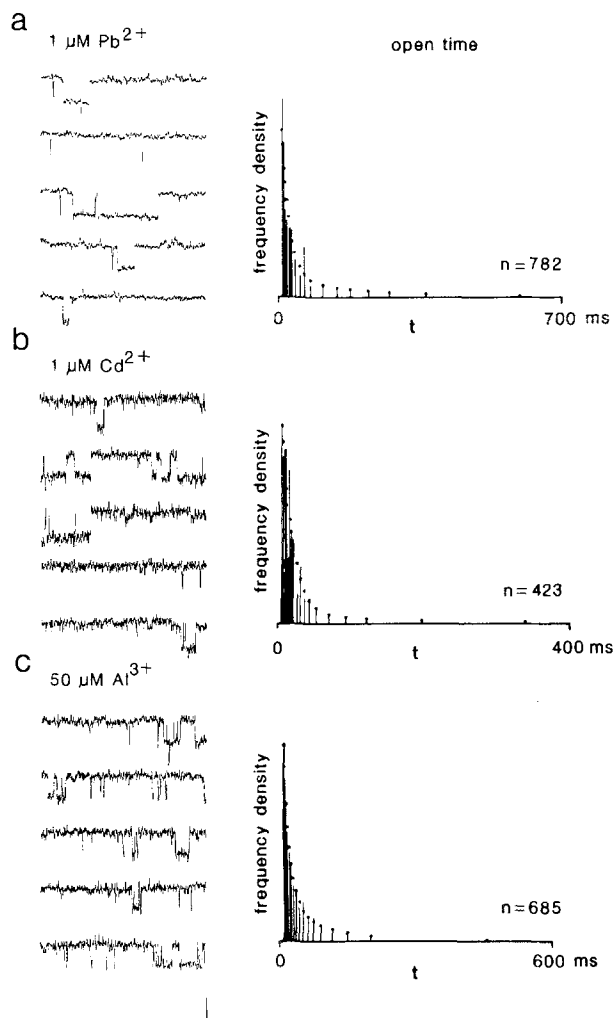 a
1 µM Pb2+
open time
frequency density
n=782
0
700 ms
t
b
1 µM Cd2+
frequency density
n=423
0
400 ms
t
c
50 µM Al3+
frequency density
n=685
0
600 ms
t